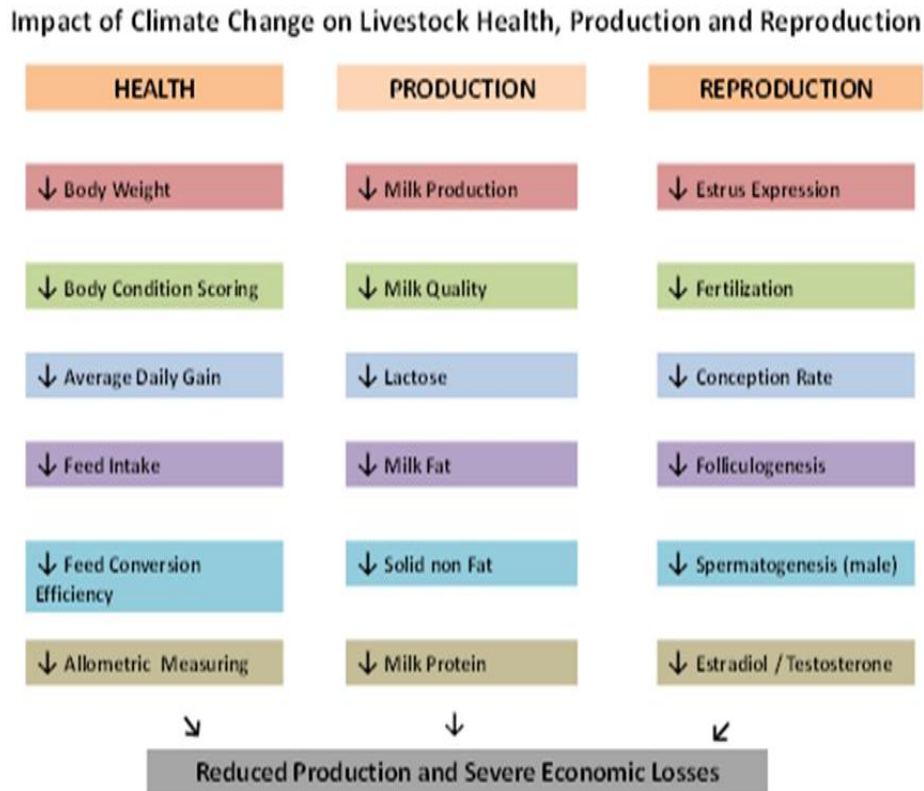 Impact of Climate Change on Livestock Health, Production and Reproduction
HEALTH
PRODUCTION
REPRODUCTION
↓ Body Weight
↓ Milk Production
↓ Estrus Expression
↓ Body Condition Scoring
↓ Milk Quality
↓ Fertilization
↓ Average Daily Gain
↓ Lactose
↓ Conception Rate
↓ Feed Intake
↓ Milk Fat
↓ Folliculogenesis
↓ Feed Conversion
Efficiency
↓ Solid non Fat
↓ Spermatogenesis (male)
↓ Allometric Measuring
↓ Milk Protein
↓ Estradiol / Testosterone
Reduced Production and Severe Economic Losses